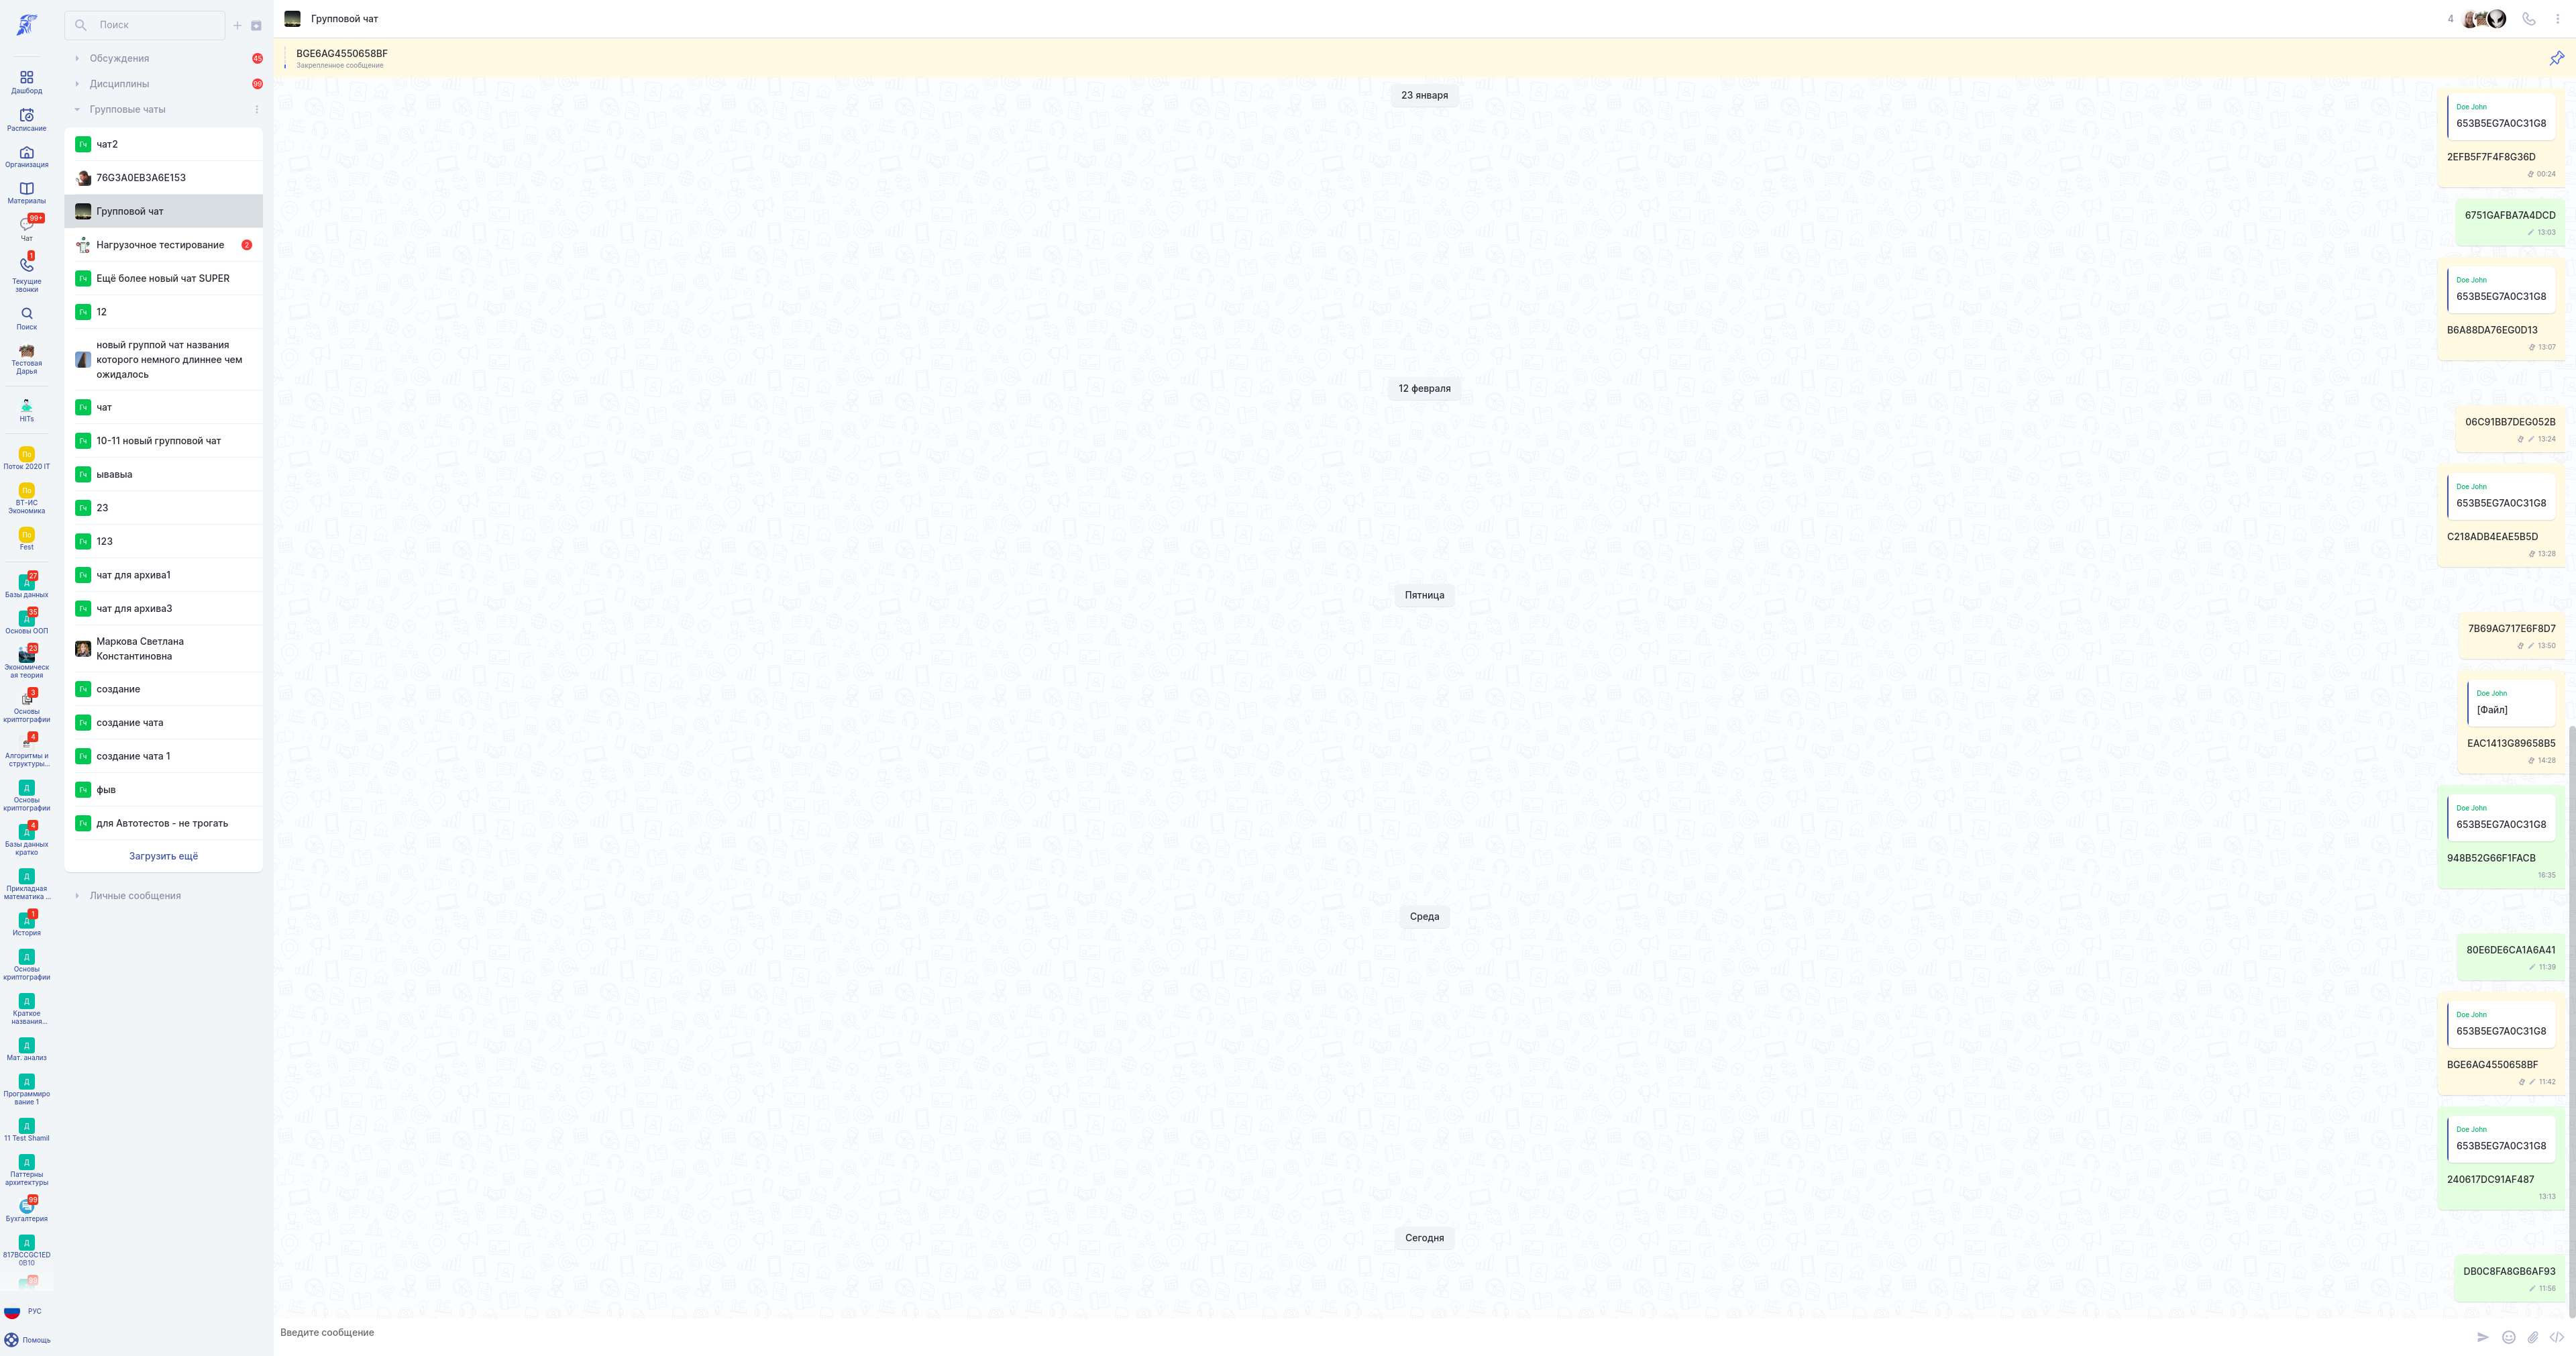 Дашборд
Расписание
Организация
Материалы
99+
Чат
1
Текущие
звонки
Поиск
Тестовая
Дарья
HITs
По
Поток 2020 IT
По
ВТ-ИС
Экономика
По
Fest
Д
27
Базы данных
Д
35
Основы ООП
23
Экономическ
ая теория
3
Основы
криптографии
4
Алгоритмы и
структуры...
Д
Основы
криптографии
Д
4
Базы данных
кратко
Д
Прикладная
математика ...
Д
1
История
Д
Основы
криптографии
Д
Краткое
названия...
Д
Мат. анализ
Д
Программиро
вание 1
Д
11 Test Shamil
Д
Паттерны
архитектуры
99
Бухгалтерия
Д
817BCCGC1ED
0B10
99
РУС
Помощь
Поиск
Обсуждения
45
Дисциплины
99
Групповые чаты
Гч
чат2
76G3A0EB3A6E153
Групповой чат
Нагрузочное тестирование
2
Гч
Ещё более новый чат SUPER
Гч
12
новый группой чат названия
которого немного длиннее чем
ожидалось
Гч
чат
Гч
10-11 новый групповой чат
Гч
ывавыа
Гч
23
Гч
123
Гч
чат для архива1
Гч
чат для архива3
Маркова Светлана
Константиновна
Гч
создание
Гч
создание чата
Гч
создание чата 1
Гч
фыв
Гч
для Автотестов - не трогать
Загрузить ещё
Личные сообщения
Групповой чат
4
BGE6AG4550658BF
Закрепленное сообщение
23 января
Doe John
653B5EG7A0C31G8
2EFB5F7F4F8G36D
00:24
6751GAFBA7A4DCD
13:03
Doe John
653B5EG7A0C31G8
B6A88DA76EG0D13
13:07
12 февраля
06C91BB7DEG052B
13:24
Doe John
653B5EG7A0C31G8
C218ADB4EAE5B5D
13:28
Пятница
7B69AG717E6F8D7
13:50
Doe John
[Файл]
EAC1413G89658B5
14:28
Doe John
653B5EG7A0C31G8
948B52G66F1FACB
16:35
Среда
80E6DE6CA1A6A41
11:39
Doe John
653B5EG7A0C31G8
BGE6AG4550658BF
11:42
Doe John
653B5EG7A0C31G8
240617DC91AF487
13:13
Сегодня
DB0C8FA8GB6AF93
11:56
Введите сообщение